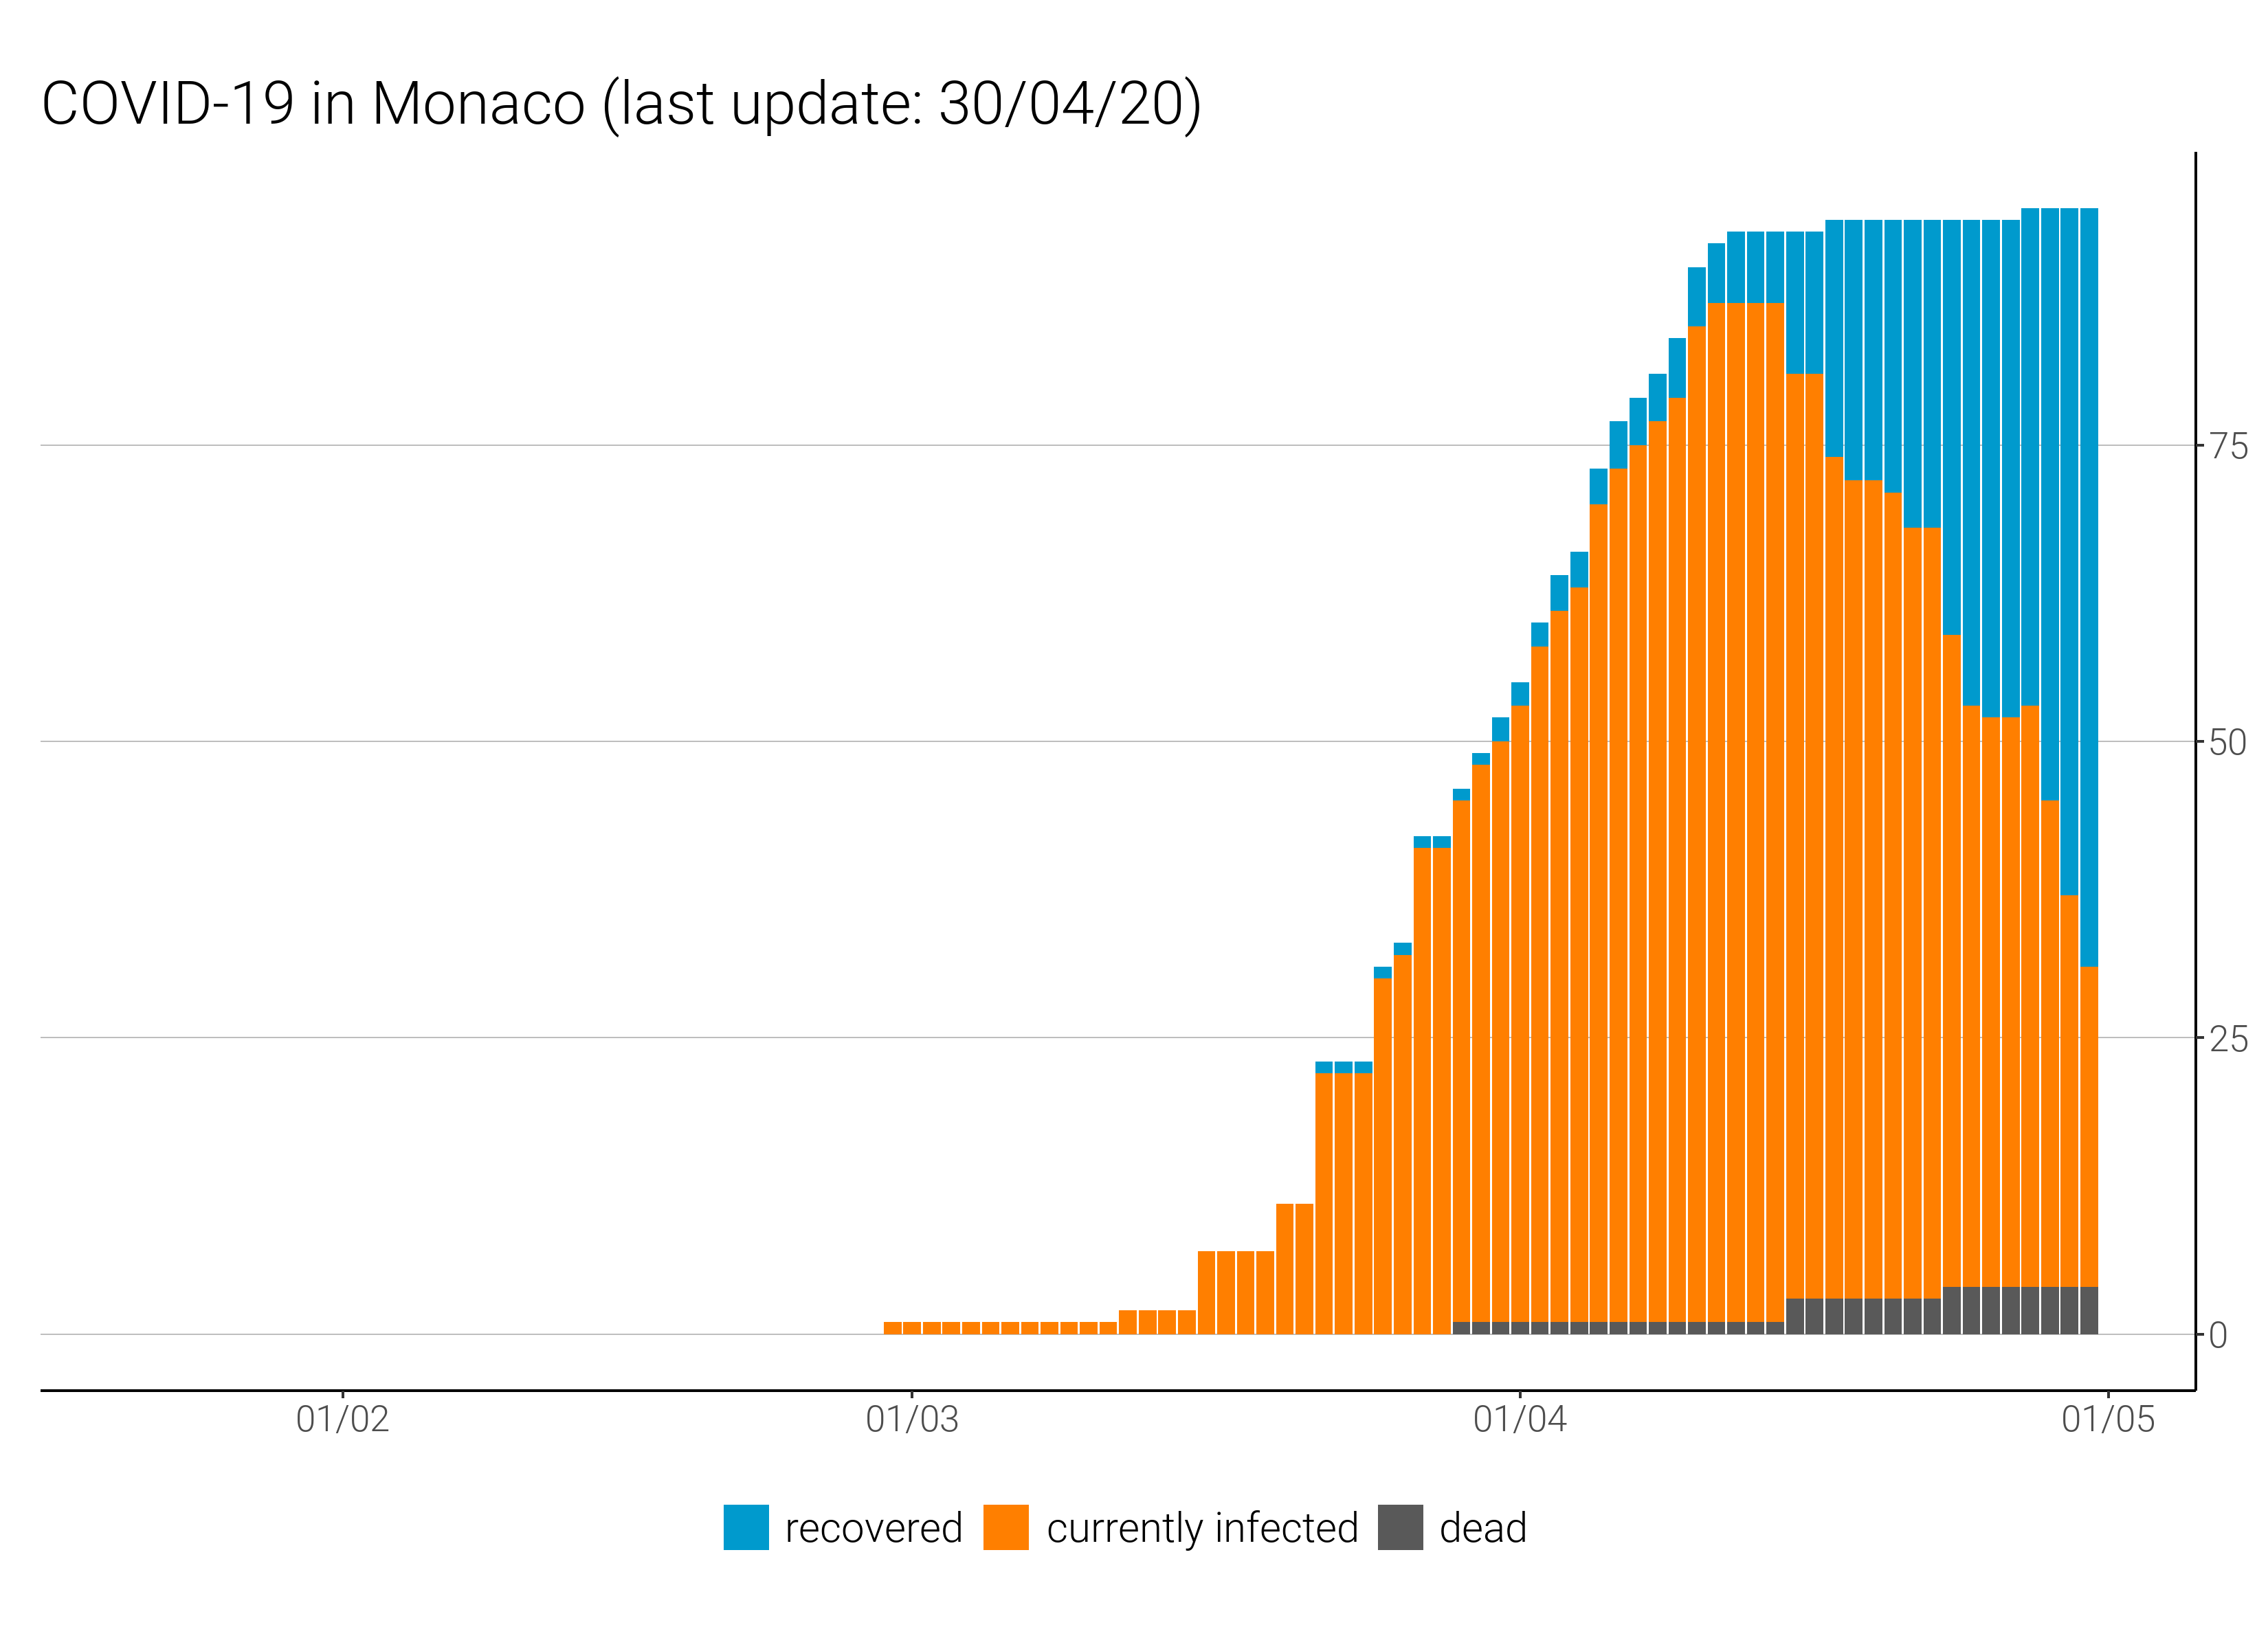 COVID-19 in Monaco (last update: 30/04/20)
75
50
25
0
01/02 01/03 01/04 01/05
recovered currently infected dead